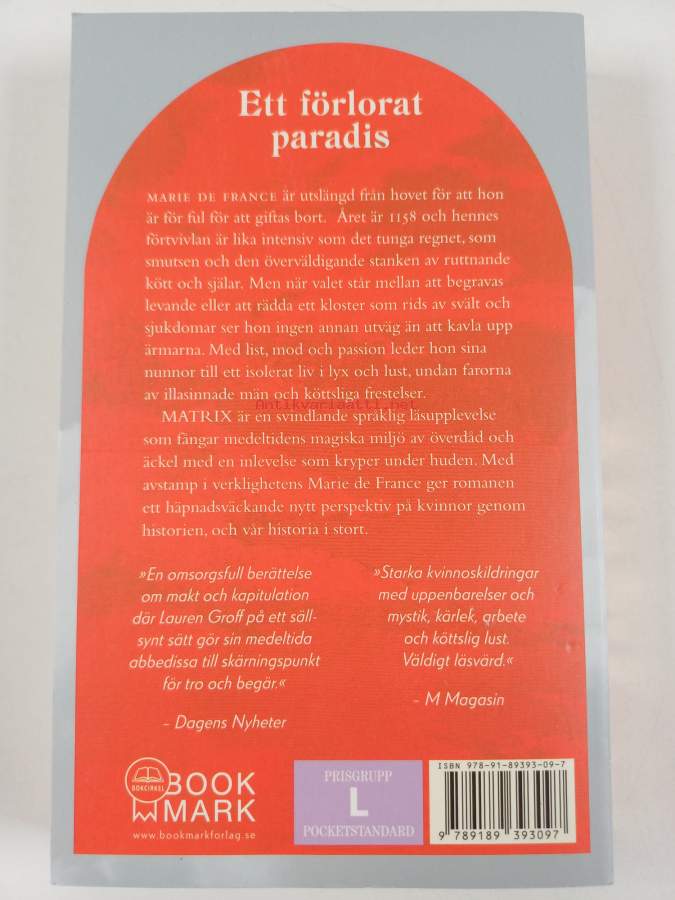 Ett förlorat
paradis
MARIE DE FRANCE är utslängd från hovet för att hon
är för ful för att giftas bort. Året är 1158 och hennes
förtvivlan är lika intensiv som det tunga regnet, som
smutsen och den överväldigande stanken av ruttnande
kött och själar. Men när valet står mellan att begravas
levande eller att rädda ett kloster som rids av svält och
sjukdomar ser hon ingen annan utväg än att kavla upp
ärmarna. Med list, mod och passion leder hon sina
nunnor till ett isolerat liv i lyx och lust, undan farorna
av illasinnade män och köttsliga frestelser.
Antikvariaatti.net
MATRIX är en svindlande språklig läsupplevelse
som fångar medeltidens magiska miljö av överdåd och
äckel med en inlevelse som kryper under huden. Med
avstamp i verklighetens Marie de France ger romanen
ett häpnadsväckande nytt perspektiv på kvinnor genom
historien, och vår historia i stort.
»En omsorgsfull berättelse
om makt och kapitulation
där Lauren Groff på ett säll-
synt sätt gör sin medeltida
abbedissa till skärningspunkt
för tro och begär.«
– Dagens Nyheter
»Starka kvinnoskildringar
med uppenbarelser och
mystik, kärlek, arbete
och köttslig lust.
Väldigt läsvärd.«
– M Magasin
BOKCIRKEL
BOOK
MARK
www.bookmarkforlag.se
PRISGRUPP
L
POCKETSTANDARD
ISBN 978-91-89393-09-7
9 789189 393097